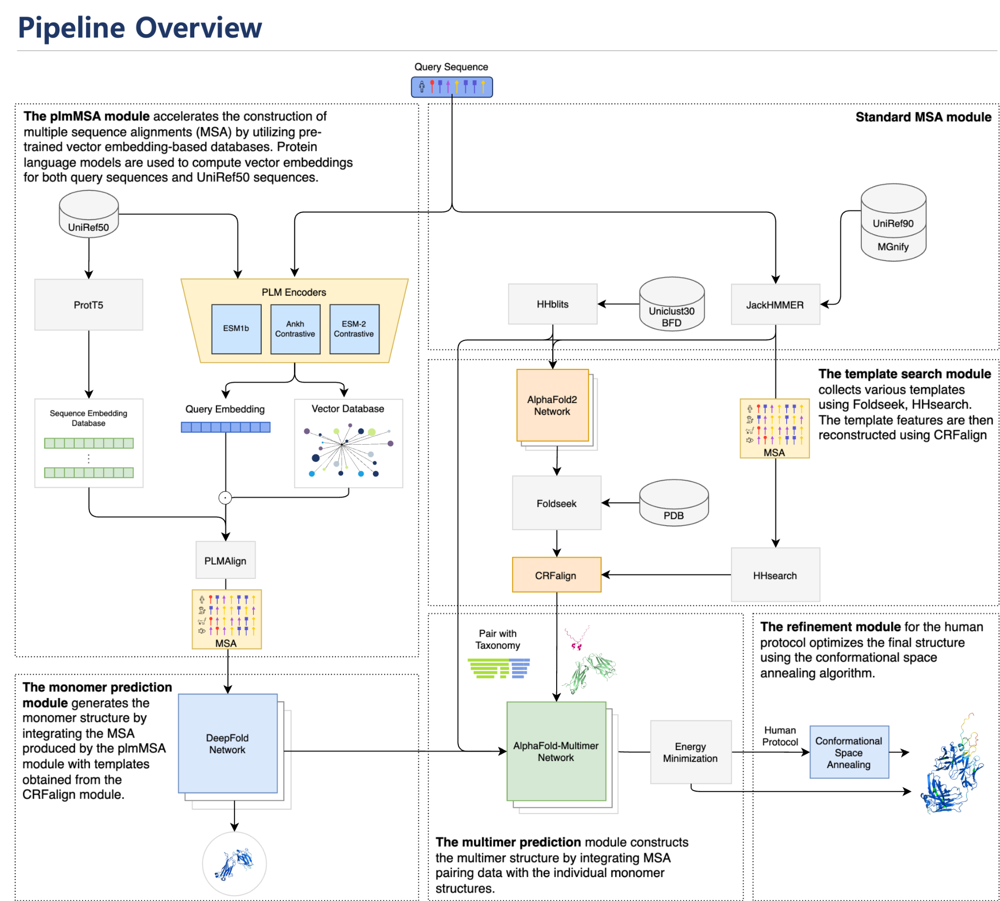 Pipeline Overview
Query Sequence
The plmMSA module accelerates the construction of
multiple sequence alignments (MSA) by utilizing pre-
trained vector embedding-based databases. Protein
language models are used to compute vector embeddings
for both query sequences and UniRef50 sequences.
UniRef50
ProtT5
PLM Encoders
ESM1b
Ankh
Contrastive
ESM-2
Contrastive
Sequence Embedding
Database
Query Embedding
Vector Database
PLMAlign
MSA
Standard MSA module
UniRef90
MGnify
HHblits
Uniclust30
BFD
JackHMMER
The template search module
collects various templates
using Foldseek, HHsearch.
The template features are then
reconstructed using CRFalign
AlphaFold2
Network
MSA
Foldseek
PDB
CRFalign
HHsearch
The monomer prediction
module generates the
monomer structure by
integrating the MSA
produced by the plmMSA
module with templates
obtained from the
CRFalign module.
DeepFold
Network
Pair with
Taxonomy
AlphaFold-Multimer
Network
Energy
Minimization
The multimer prediction module constructs
the multimer structure by integrating MSA
pairing data with the individual monomer
structures.
The refinement module for the human
protocol optimizes the final structure
using the conformational space
annealing algorithm.
Human
Protocol
Conformational
Space
Annealing